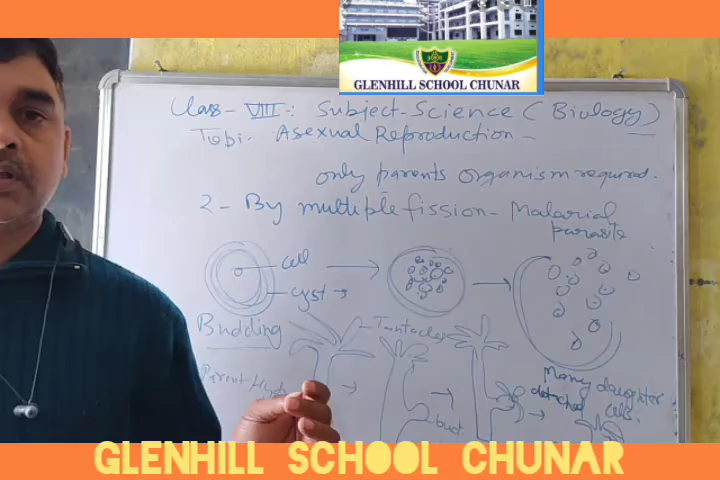 GLENHILL SCHOOL CHUNAR
Class - VIII : Subject - Science ( Biology )
Asexual Reproduction -
only parents organism required.
2 - By multiple fission - Malarial
parasite
cell
cyst
Budding
Tentacles
Parent Hydra
bud
Many daughter
detached cells.
GLENHILL SCHOOL CHUNAR